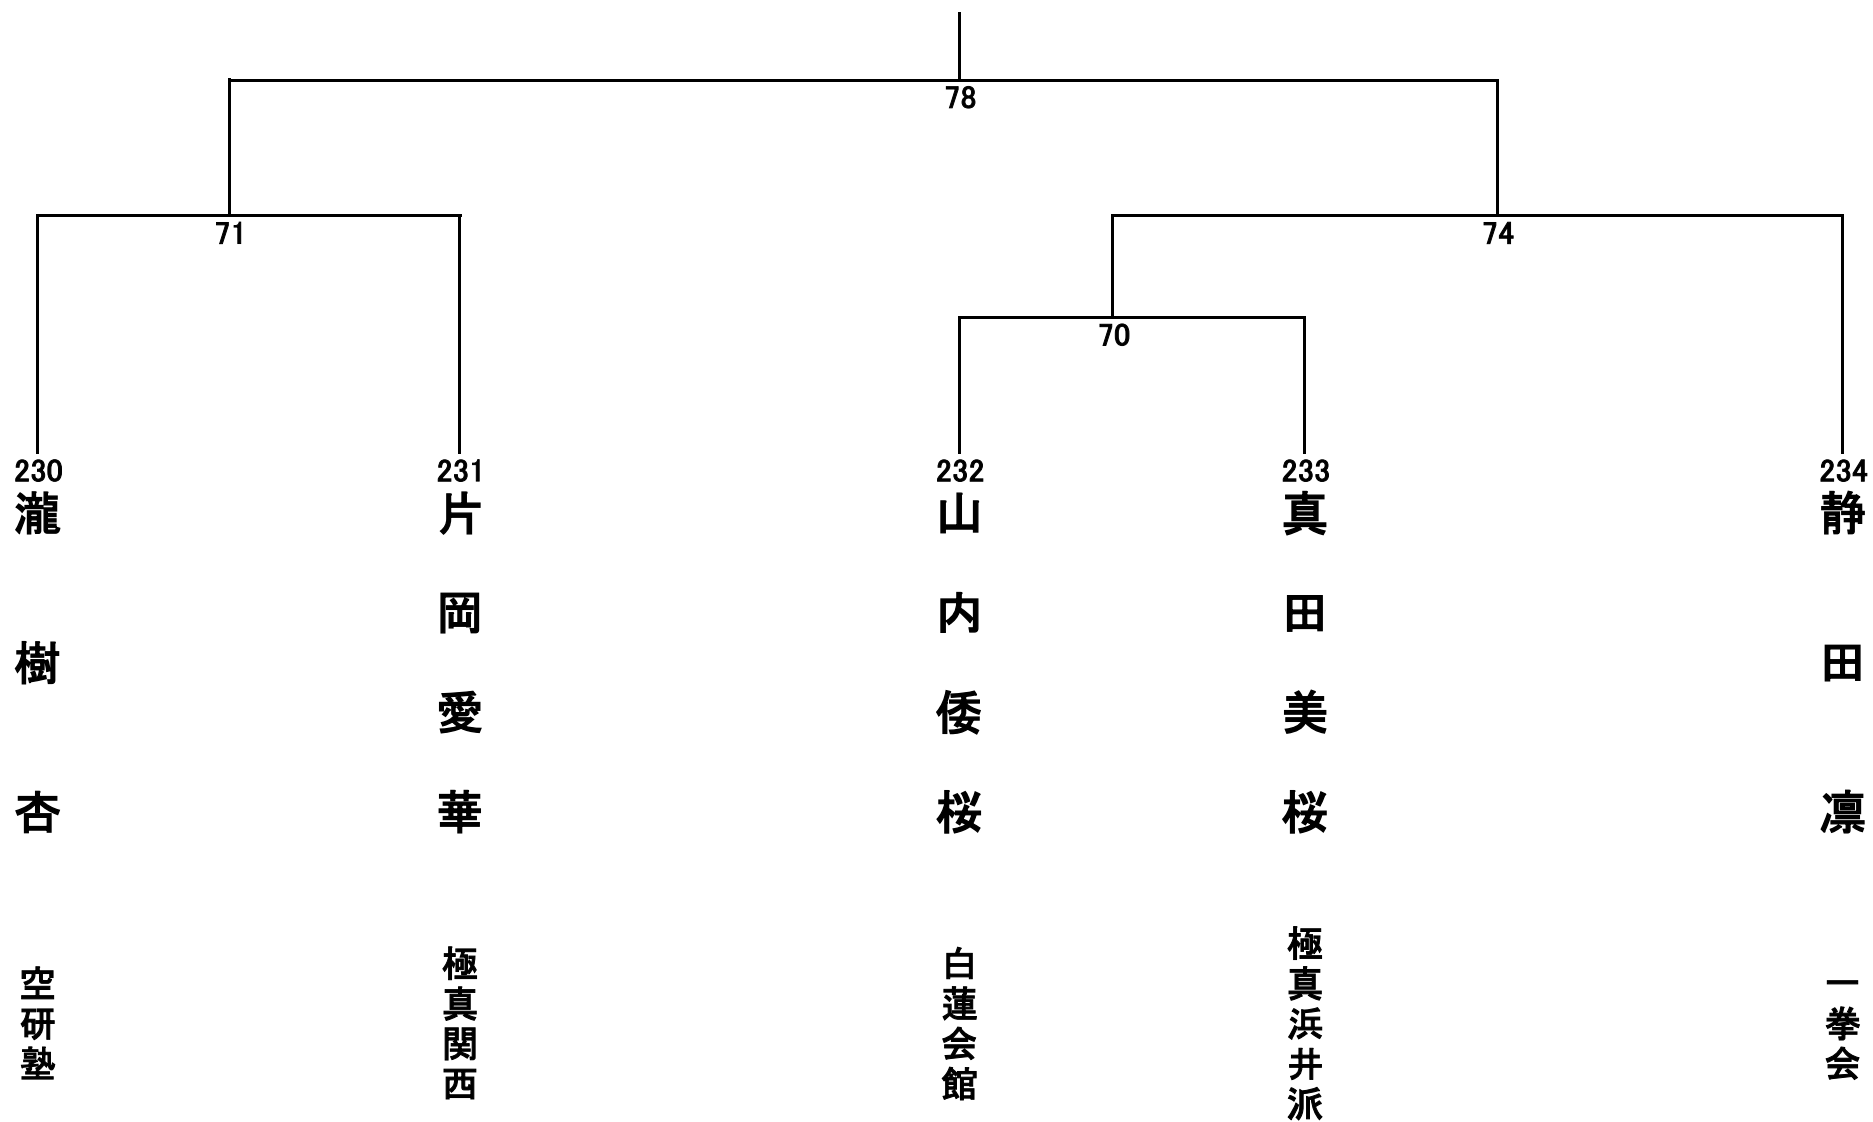 78
71
74
70
230
231
232
233
234
瀧樹杏
片岡愛華
山内倭桜
真田美桜
静田凛
空研塾
極真関西
白蓮会館
極真浜井派
一拳会